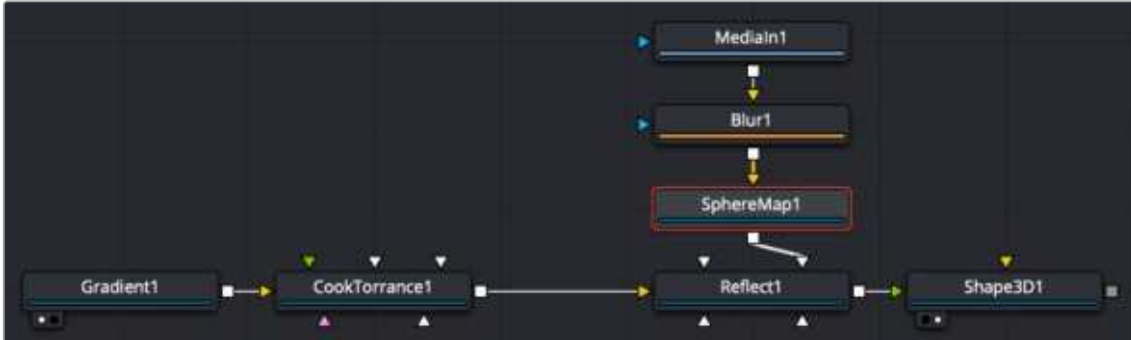 MediaIn1
Blur1
SphereMap1
Gradient1
CookTorrance1
Reflect1
Shape3D1